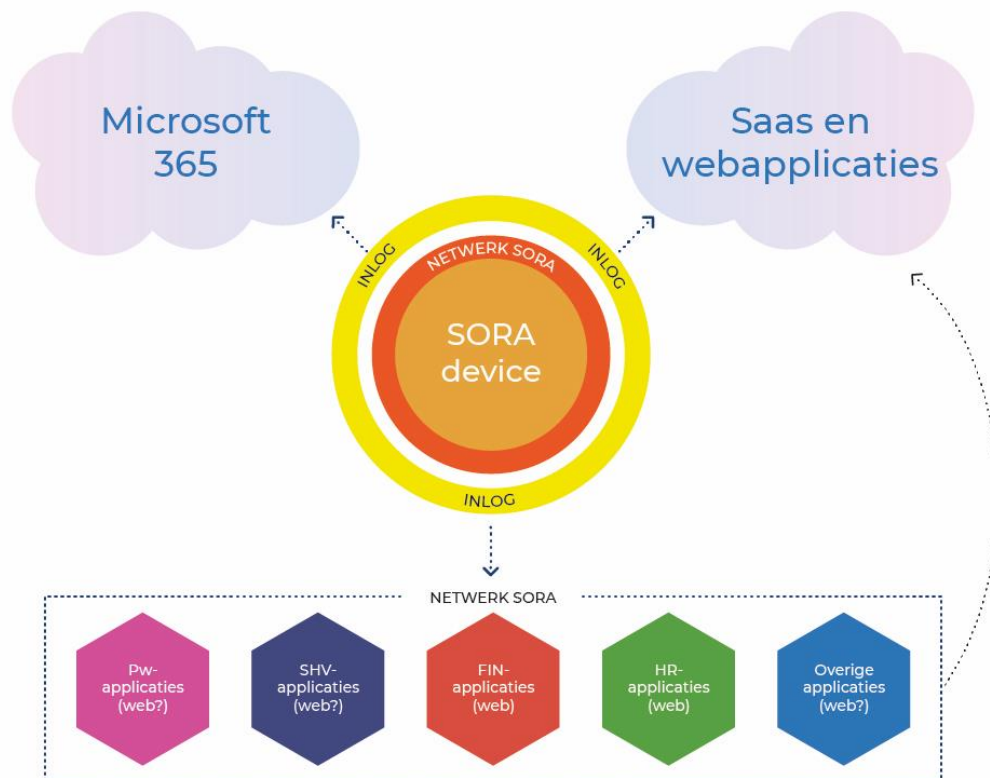 Microsoft
365
Saas en
webapplicaties
INLOG
INLOG
NETWERK SORA
SORA
device
INLOG
NETWERK SORA
Pw-
applicaties
(web?)
SHV-
applicaties
(web?)
FIN-
applicaties
(web)
HR-
applicaties
(web)
Overige
applicaties
(web?)